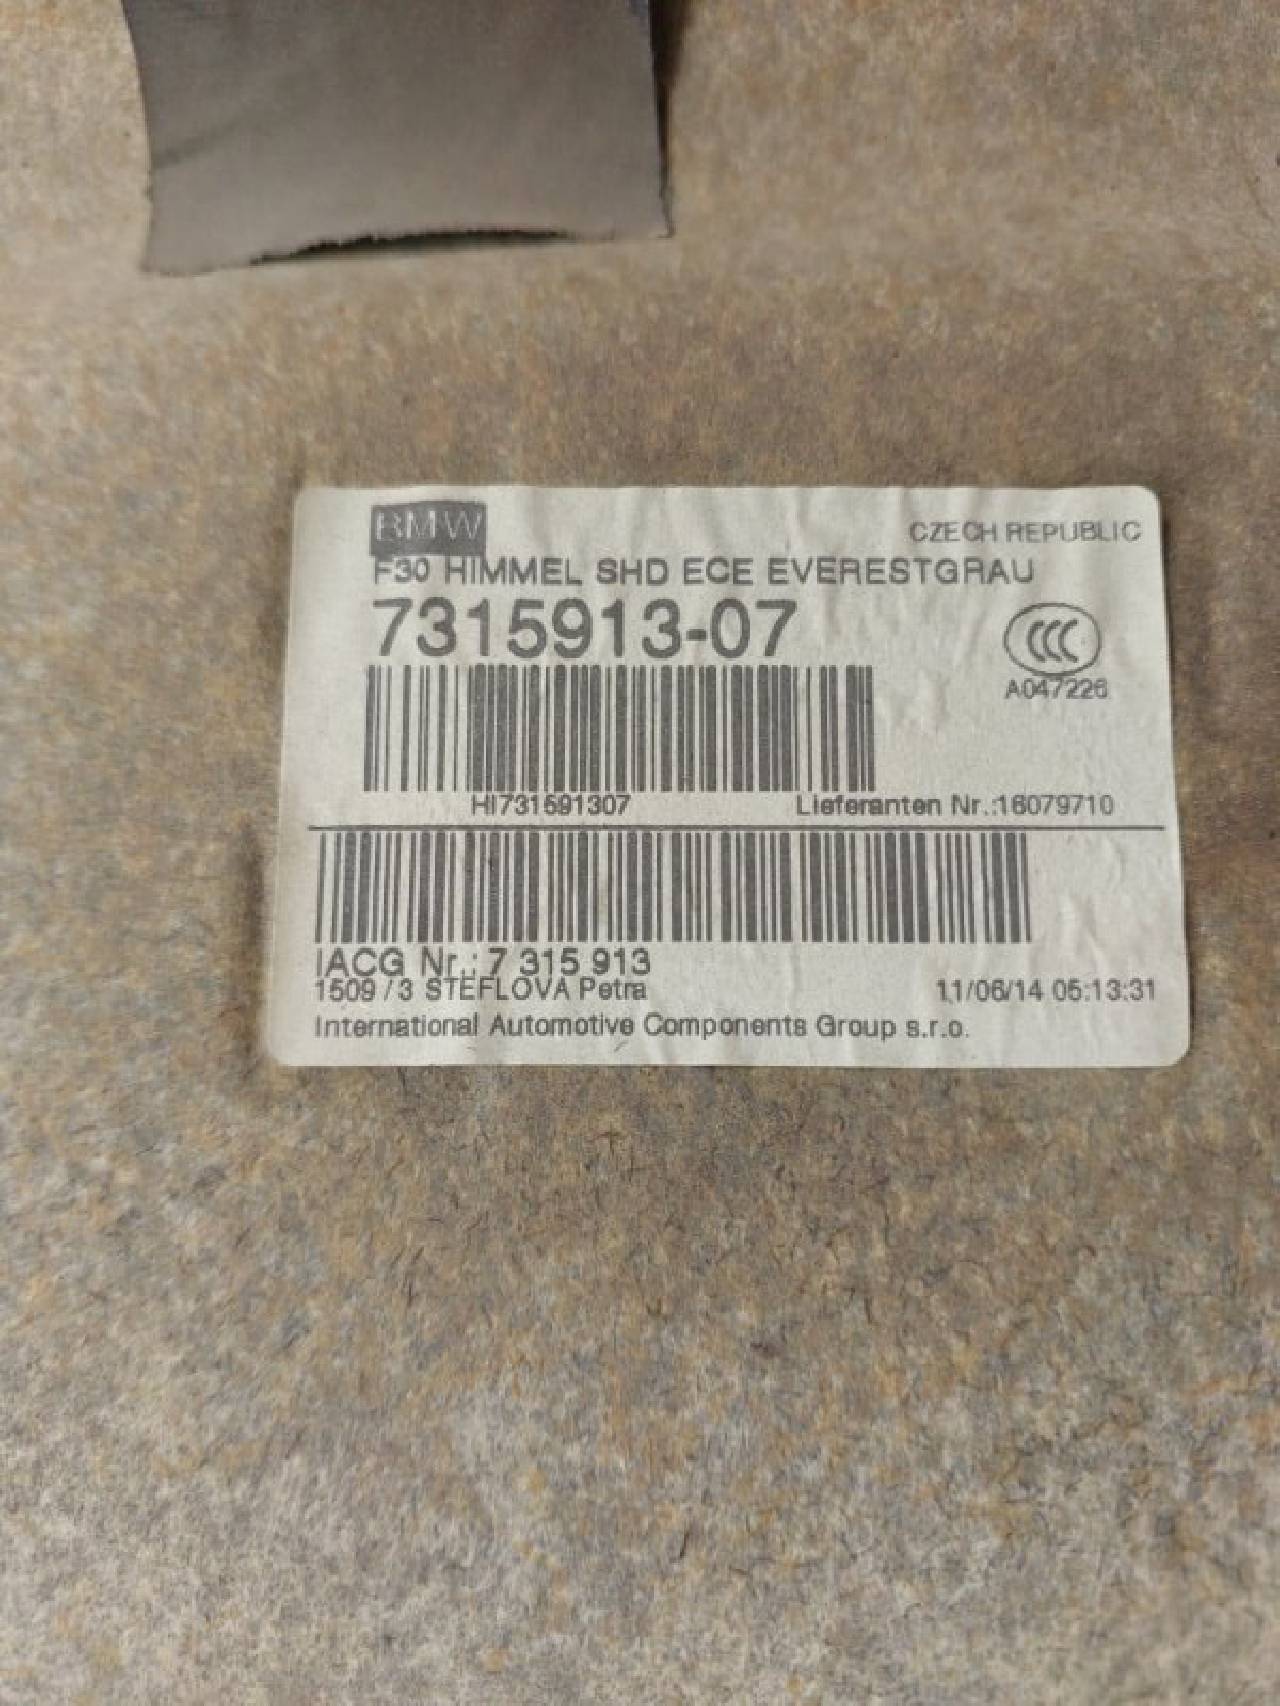 BMW
CZECH REPUBLIC
F30 HIMMEL SHD ECE EVERESTGRAU
7315913-07
CCC
A047226
HI731591307
Lieferanten Nr.:16079710
IACG Nr.: 7 315 913
1509 / 3 STEFLOVA Petra
11/06/14 05:13:31
International Automotive Components Group s.r.o.